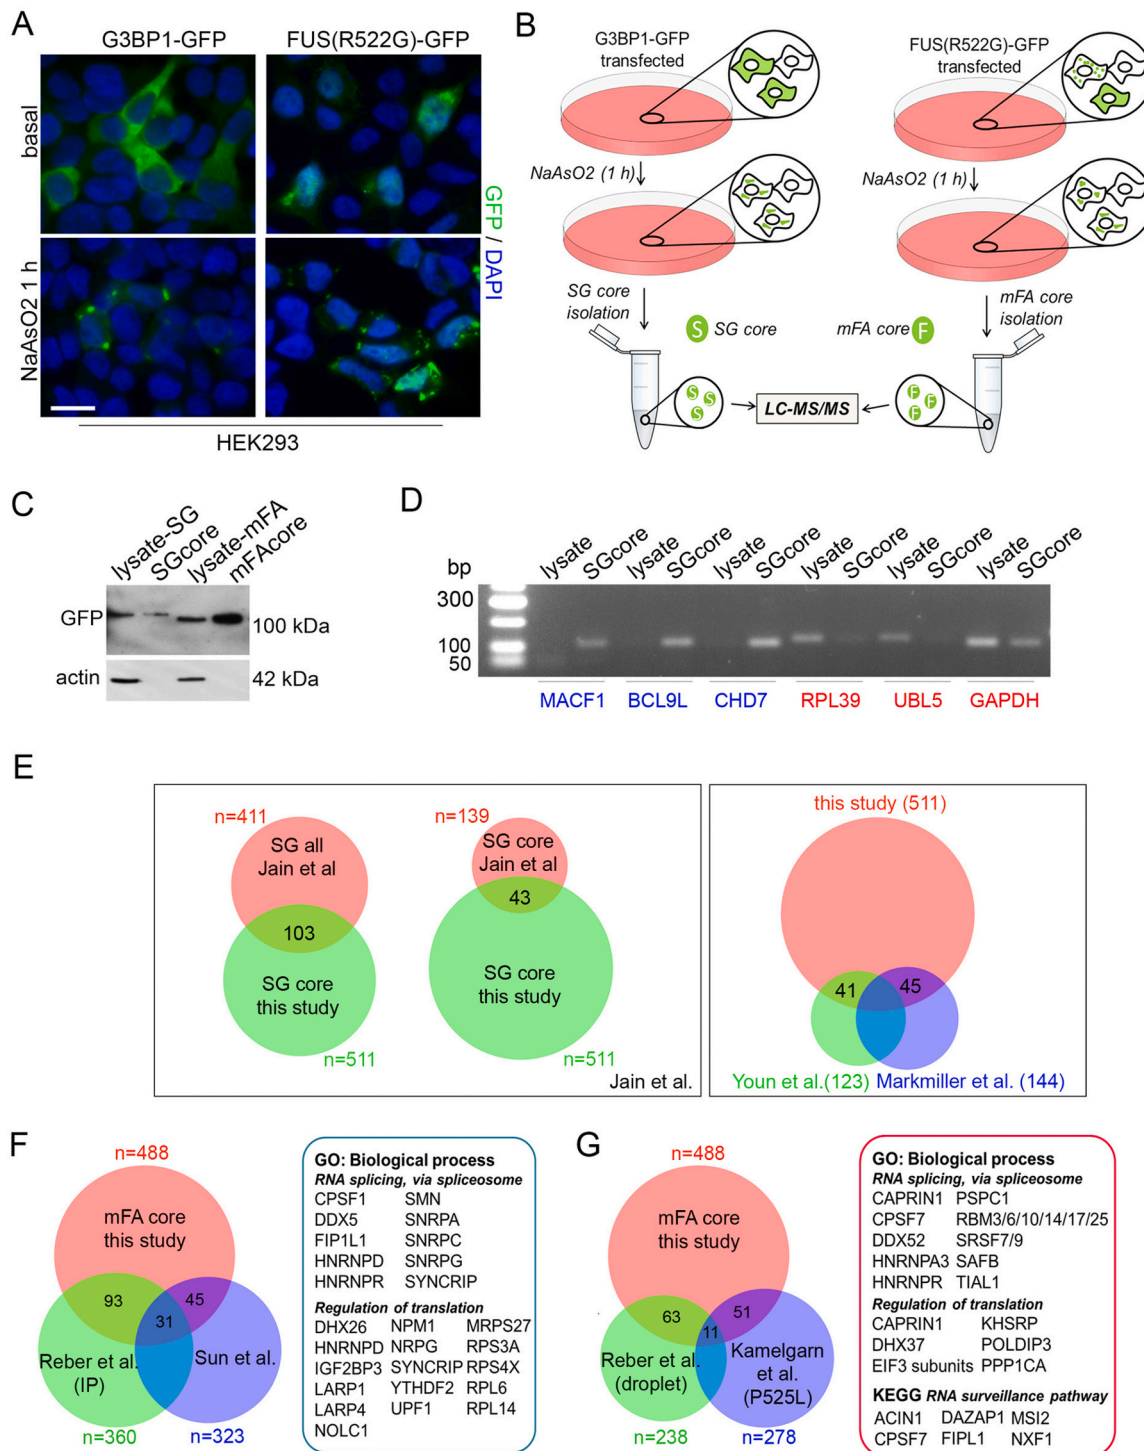 A
G3BP1-GFP
FUS(R522G)-GFP
basal
NaAsO2 1 h
GFP / DAPI
HEK293
B
G3BP1-GFP
transfected
FUS(R522G)-GFP
transfected
NaAsO2 (1 h)
NaAsO2 (1 h)
SG core
isolation
S SG core
mFA core F
mFA core
isolation
S
S
S
LC-MS/MS
F
F
F
C
lysate-SG
SGcore
lysate-mFA
mFAcore
GFP
100 kDa
actin
42 kDa
D
bp
lysate
SGcore
lysate
SGcore
lysate
SGcore
lysate
SGcore
lysate
SGcore
lysate
SGcore
300
100
50
MACF1
BCL9L
CHD7
RPL39
UBL5
GAPDH
E
n=411
SG all
Jain et al
103
SG core
this study
n=511
n=139
SG core
Jain et al
43
SG core
this study
n=511
Jain et al.
this study (511)
41
45
Youn et al.(123)
Markmiller et al. (144)
F
n=488
mFA core
this study
93
45
31
Reber et al.
(IP)
Sun et al.
n=360
n=323
GO: Biological process
RNA splicing, via spliceosome
CPSF1 SMN
DDX5 SNRPA
FIP1L1 SNRPC
HNRNPD SNRPG
HNRNPR SYNCRIP
Regulation of translation
DHX26 NPM1 MRPS27
HNRNPD NRPG RPS3A
IGF2BP3 SYNCRIP RPS4X
LARP1 YTHDF2 RPL6
LARP4 UPF1 RPL14
NOLC1
G
n=488
mFA core
this study
63
51
11
Reber et al.
(droplet)
Kamelgarn
et al.
(P525L)
n=238
n=278
GO: Biological process
RNA splicing, via spliceosome
CAPRIN1 PSPC1
CPSF7 RBM3/6/10/14/17/25
DDX52 SRSF7/9
HNRNPA3 SAFB
HNRNPR TIAL1
Regulation of translation
CAPRIN1 KHSRP
DHX37 POLDIP3
EIF3 subunits PPP1CA
KEGG RNA surveillance pathway
ACIN1 DAZAP1 MSI2
CPSF7 FIPL1 NXF1